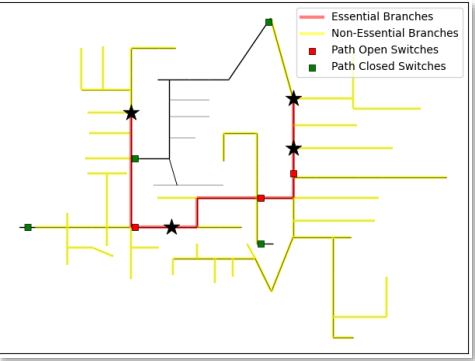 Essential Branches
Non-Essential Branches
Path Open Switches
Path Closed Switches